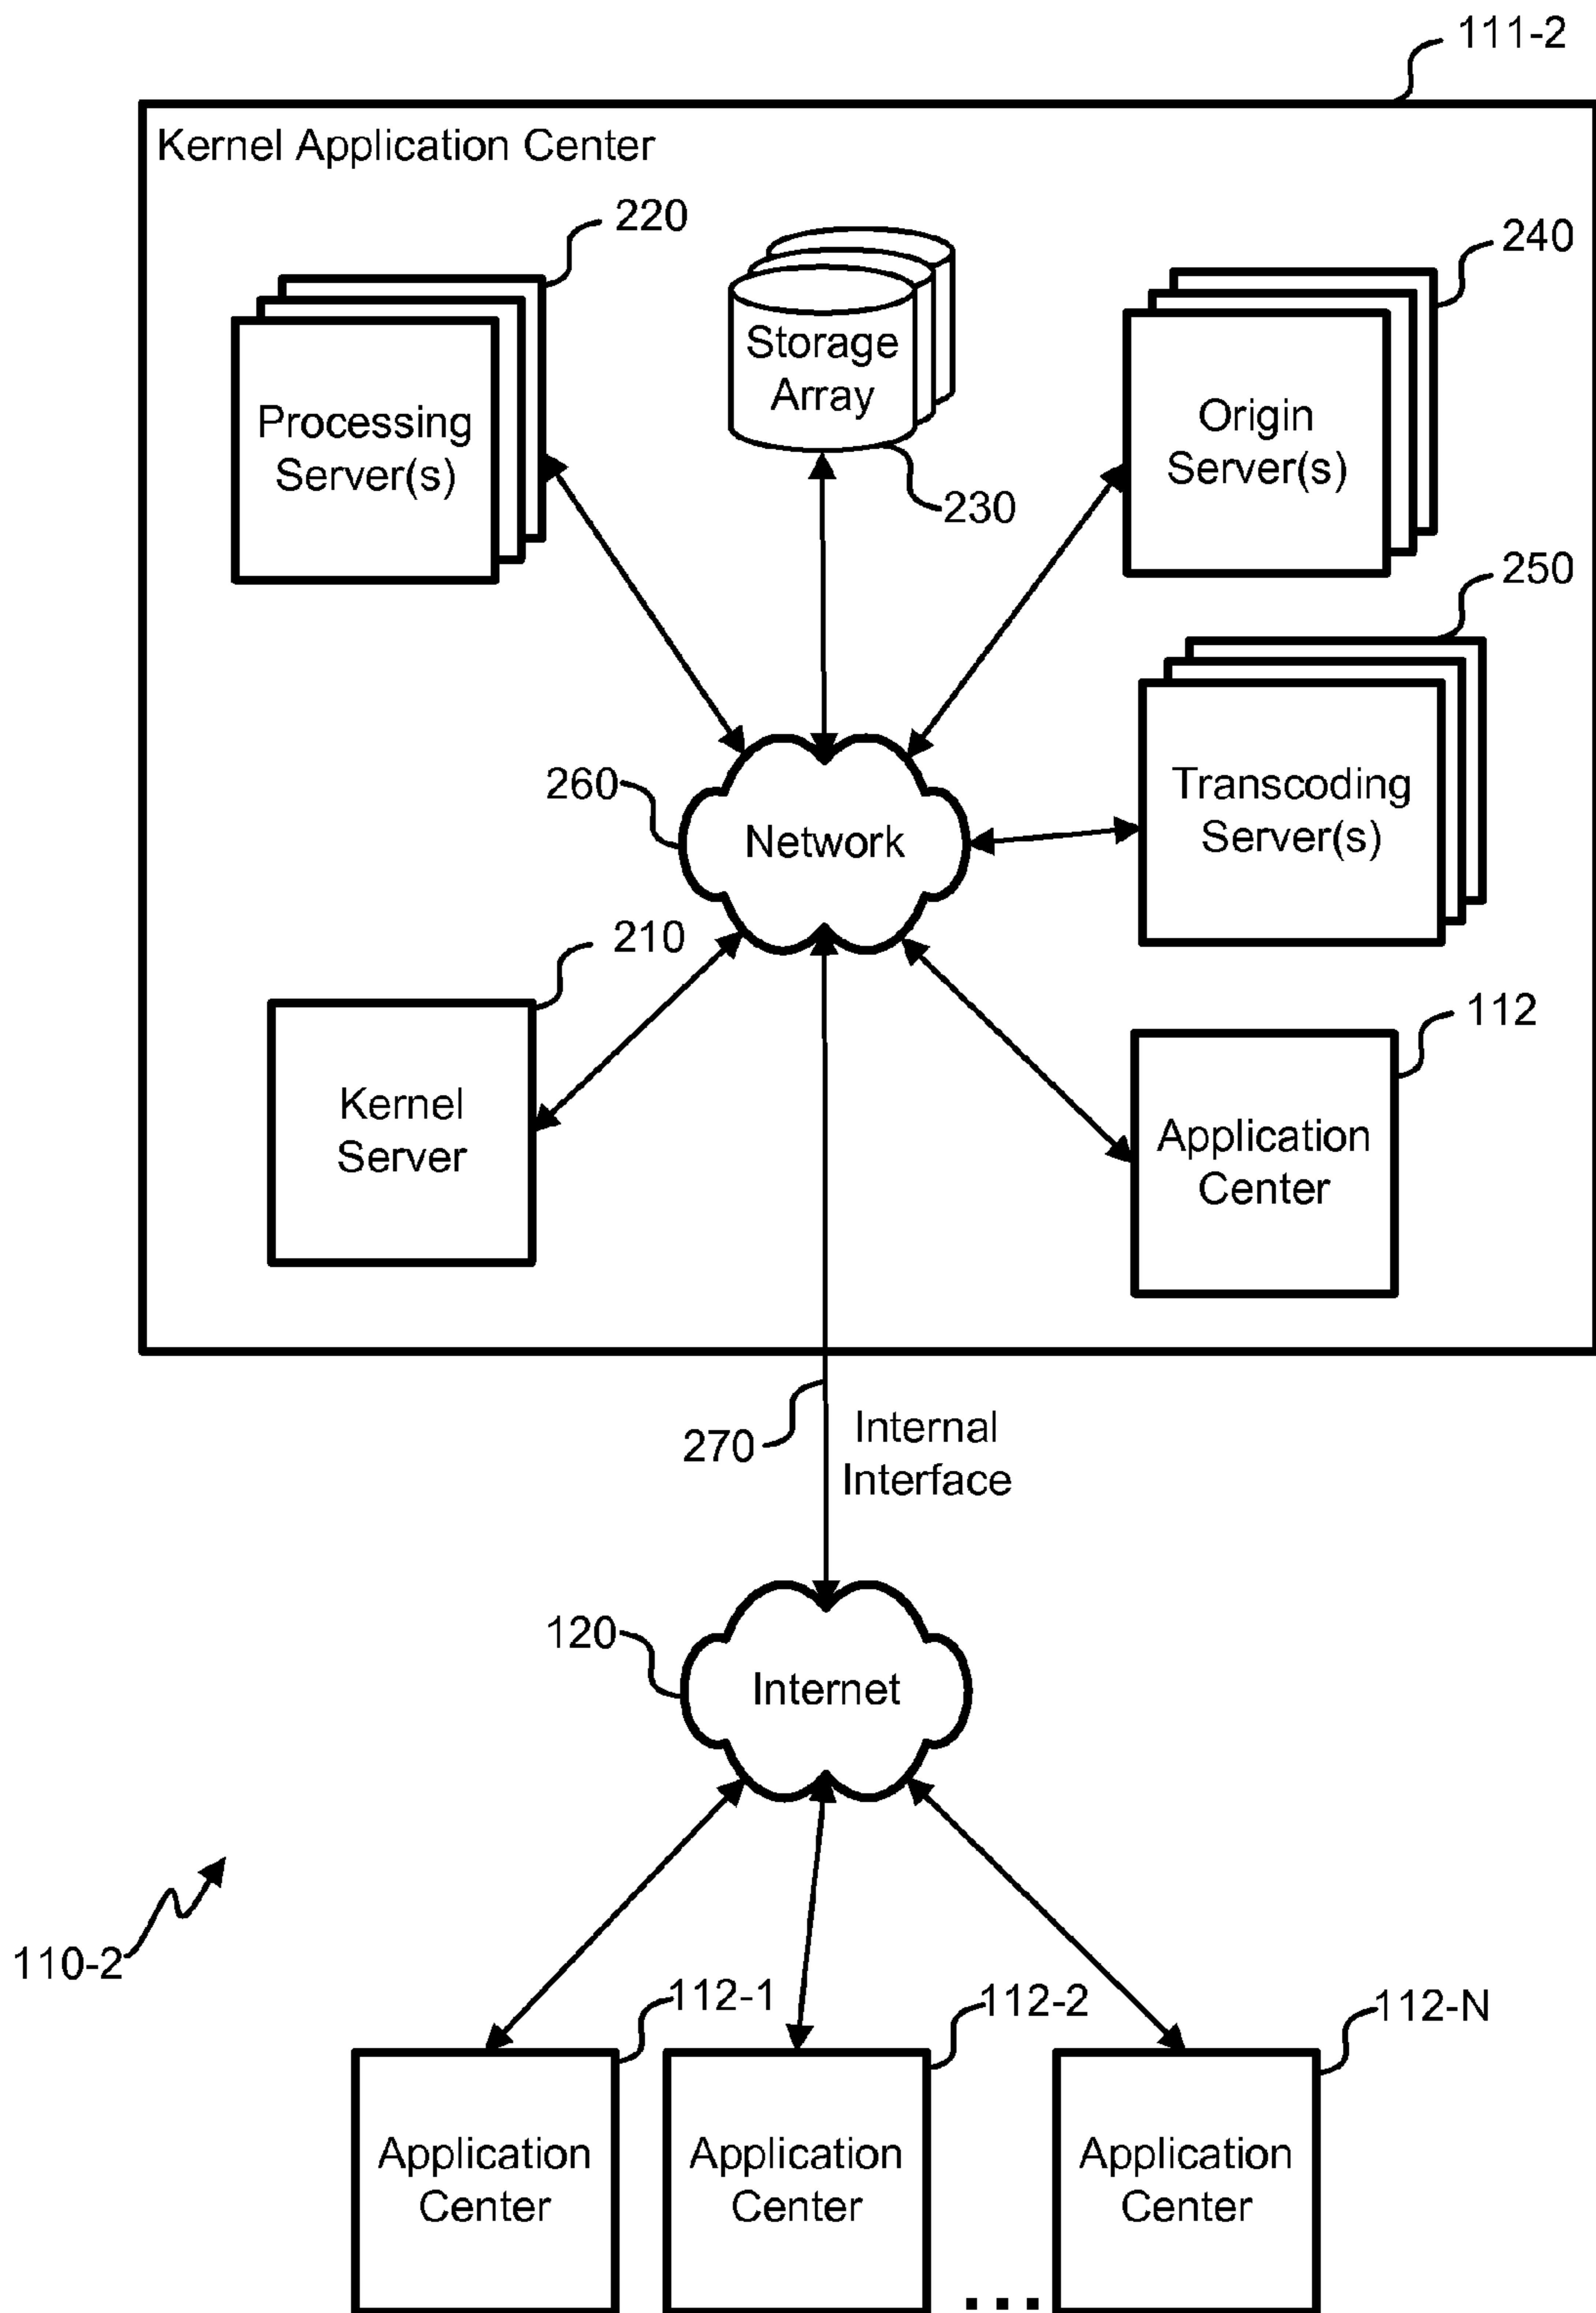 111-2
Kernel Application Center
220
240
Storage
Array
Processing
Server(s)
Origin
Server(s)
230
250
260
Network
Transcoding
Server(s)
210
112
Kernel
Server
Application
Center
270
Internal
Interface
120
Internet
110-2
112-1
112-2
112-N
Application
Center
Application
Center
...
Application
Center